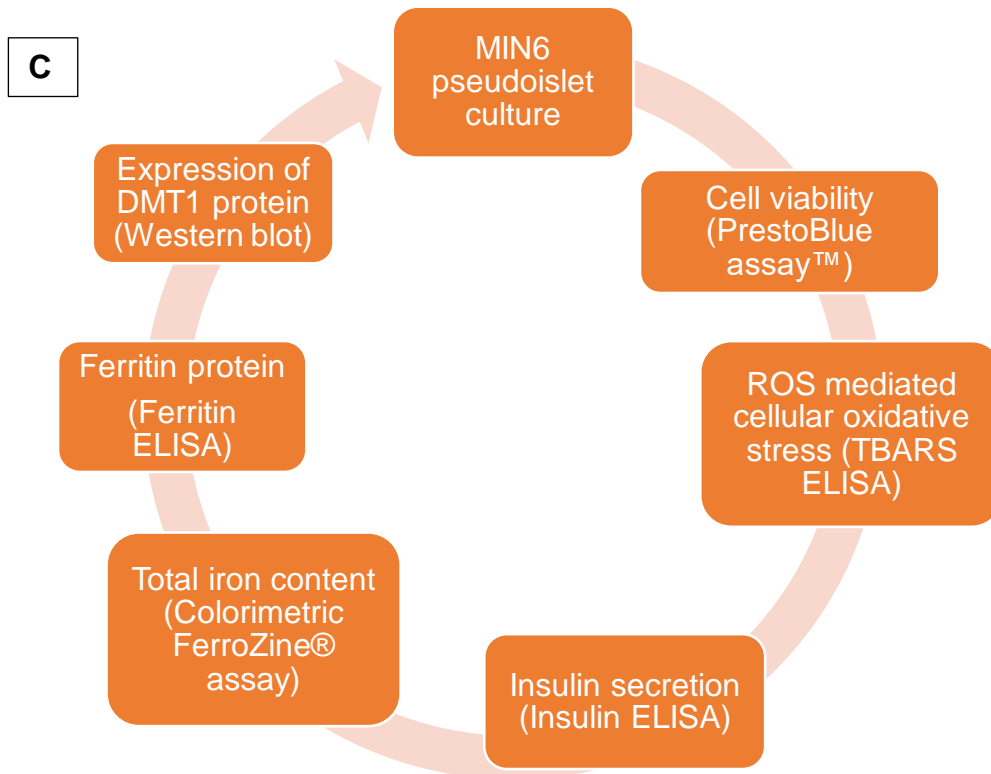 C
MIN6
pseudoislet
culture
Cell viability
(PrestoBlue
assay™)
ROS mediated
cellular oxidative
stress (TBARS
ELISA)
Insulin secretion
(Insulin ELISA)
Total iron content
(Colorimetric
FerroZine®
assay)
Ferritin protein
(Ferritin
ELISA)
Expression of
DMT1 protein
(Western blot)